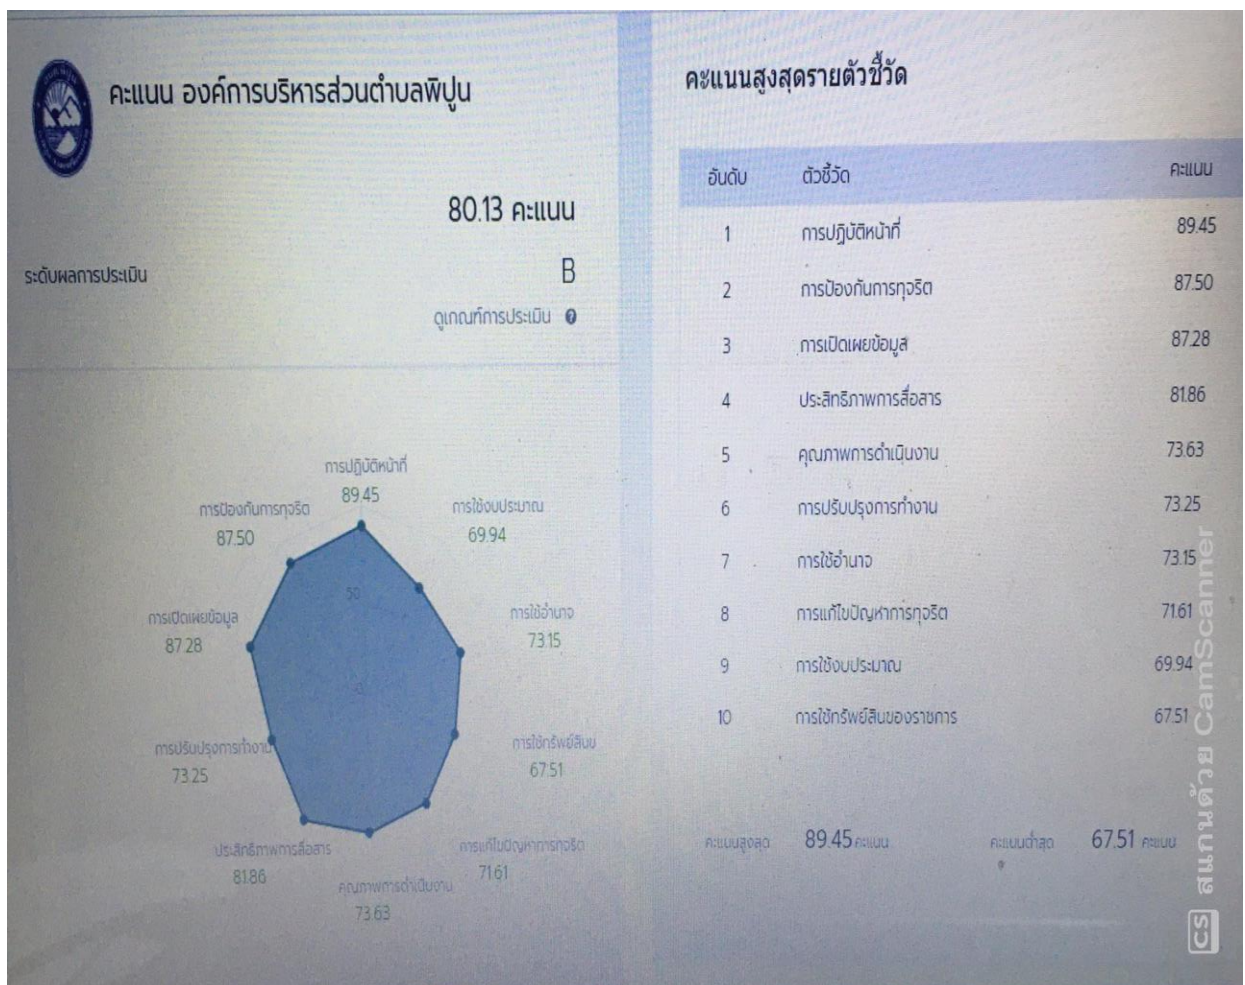 คะแนน องค์การบริหารส่วนตำบลพิปูน
80.13 คะแนน
ระดับผลการประเมิน
B
ดูเกณฑ์การประเมิน
การปฏิบัติหน้าที่
89.45
การใช้งบประมาณ
69.94
การป้องกันการทุจริต
87.50
50
การเปิดเผยข้อมูล
87.28
การใช้อำนาจ
73.15
การปรับปรุงการทำงาน
73.25
การใช้ทรัพย์สินข
67.51
ประสิทธิภาพการสื่อสาร
81.86
การแก้ไขปัญหาการทุจริต
71.61
คุณภาพการดำเนินงาน
73.63
คะแนนสูงสุดรายตัวชี้วัด
อันดับ ตัวชี้วัด คะแนน
1 การปฏิบัติหน้าที่ 89.45
2 การป้องกันการทุจริต 87.50
3 การเปิดเผยข้อมูล 87.28
4 ประสิทธิภาพการสื่อสาร 81.86
5 คุณภาพการดำเนินงาน 73.63
6 การปรับปรุงการทำงาน 73.25
7 การใช้อำนาจ 73.15
8 การแก้ไขปัญหาการทุจริต 71.61
9 การใช้งบประมาณ 69.94
10 การใช้ทรัพย์สินของราชการ 67.51
คะแนนสูงสุด 89.45 คะแนน คะแนนต่ำสุด 67.51 คะแนน
CS สแกนด้วย CamScanner